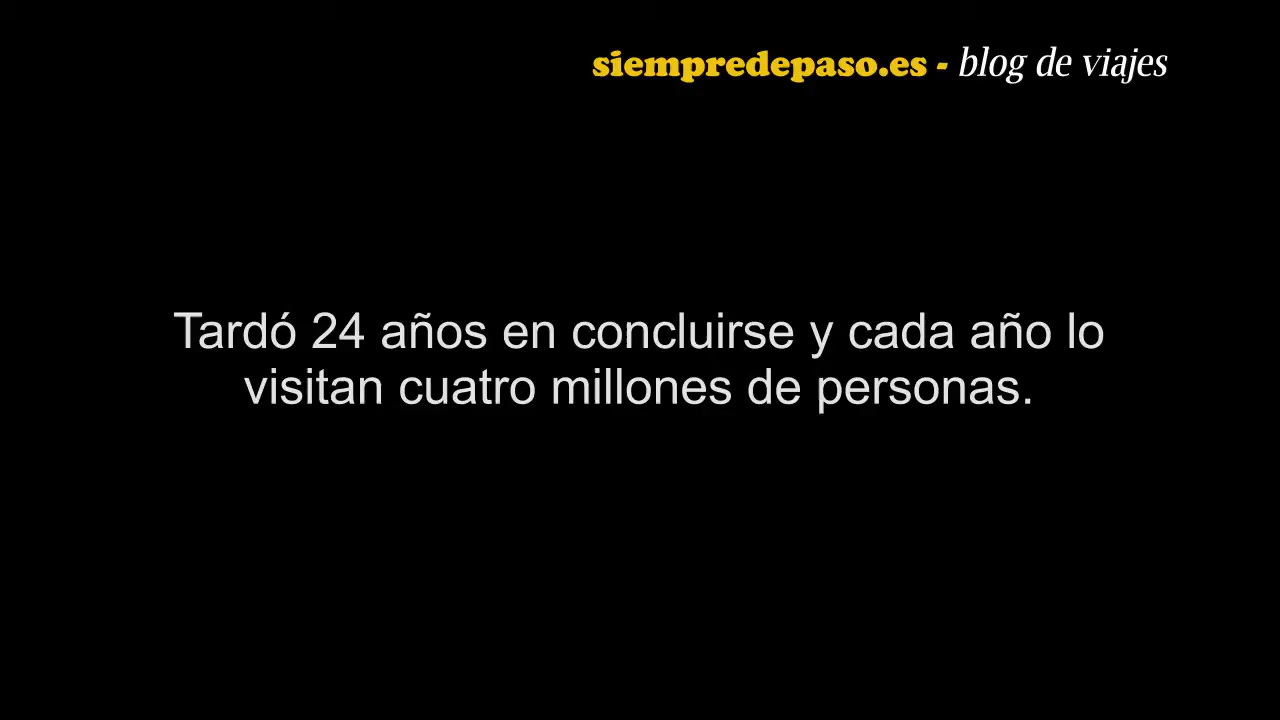 siempredepaso.es - blog de viajes
Tardó 24 años en concluirse y cada año lo
visitan cuatro millones de personas.